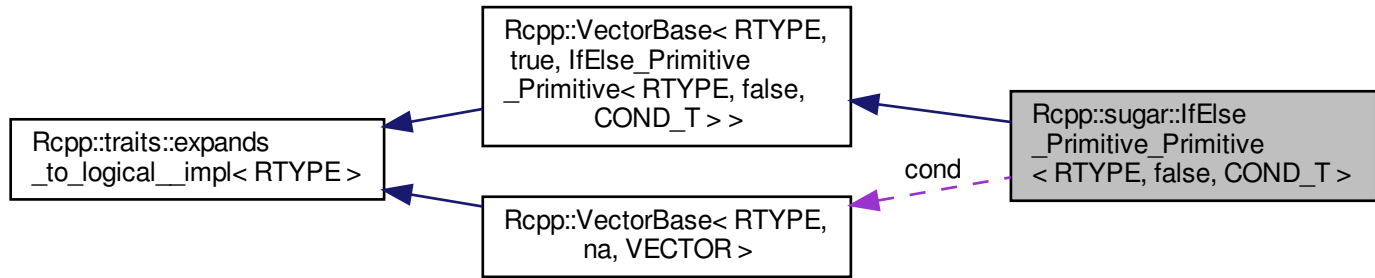 Rcpp::VectorBase< RTYPE,
true, IfElse_Primitive
_Primitive< RTYPE, false,
COND_T > >
Rcpp::traits::expands
_to_logical__impl< RTYPE >
Rcpp::sugar::IfElse
_Primitive_Primitive
< RTYPE, false, COND_T >
cond
Rcpp::VectorBase< RTYPE,
na, VECTOR >